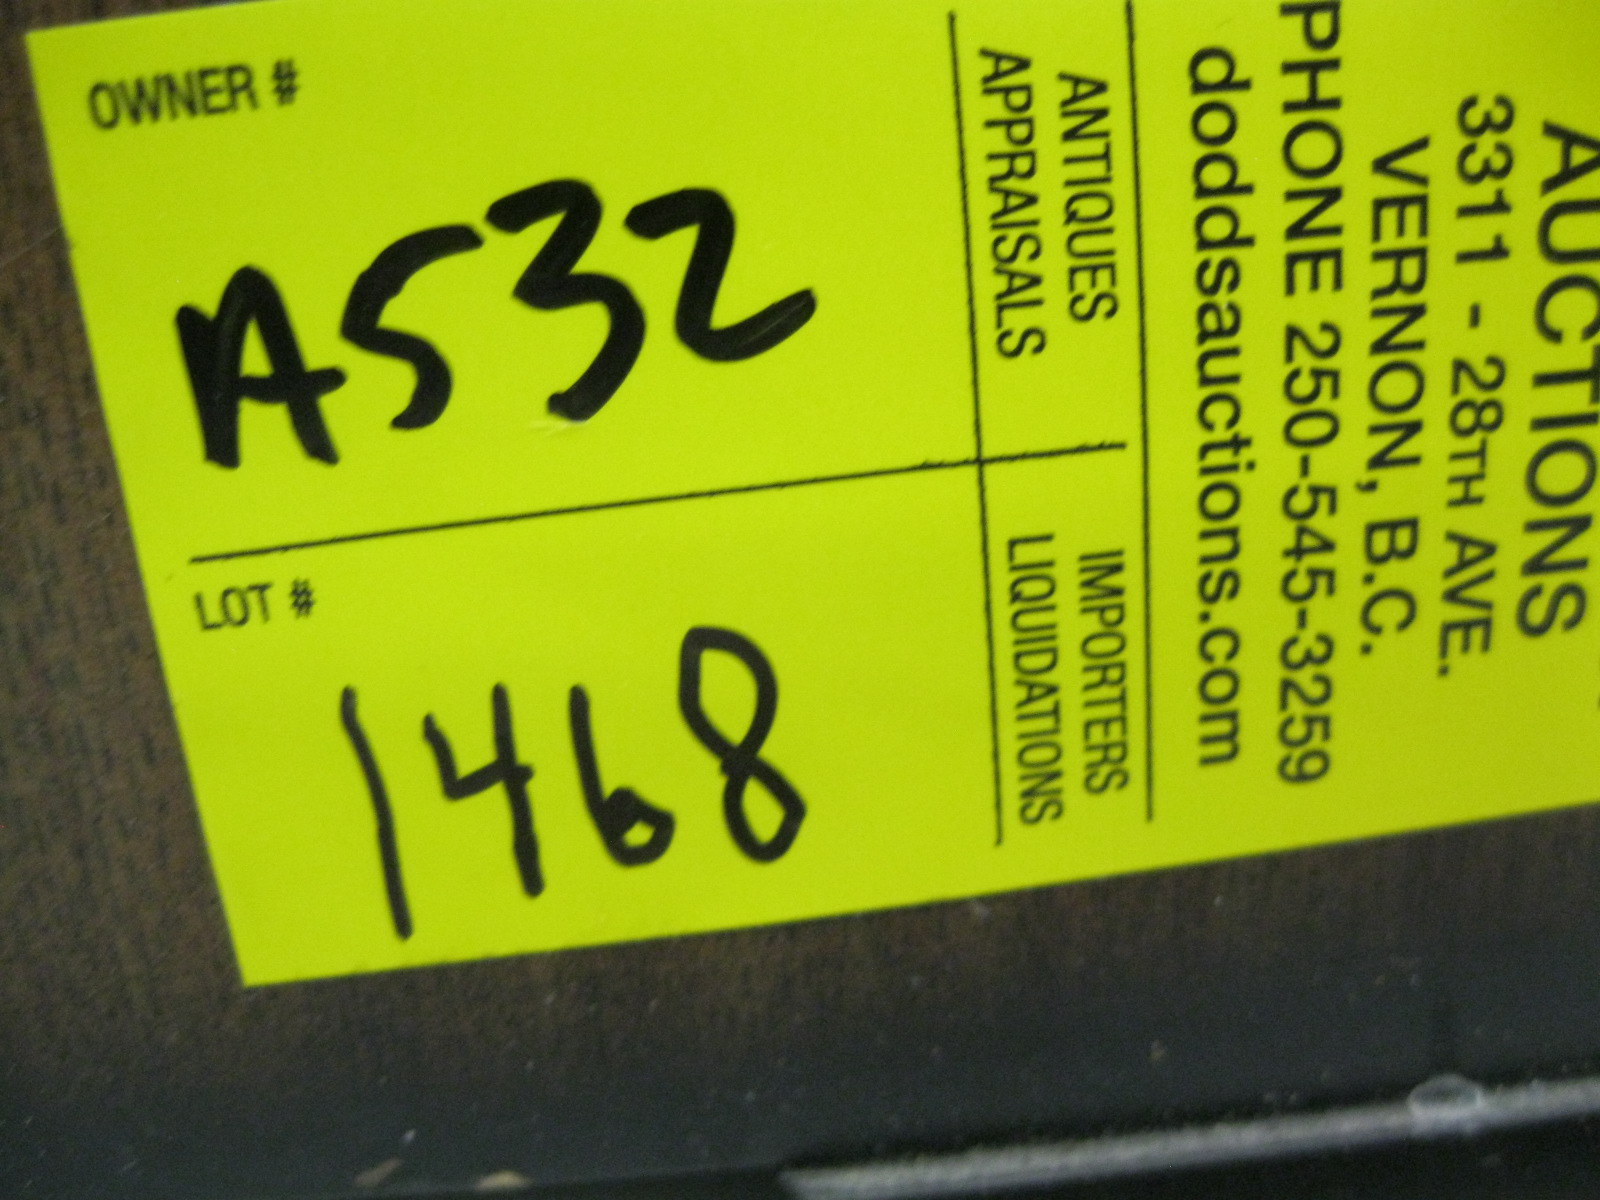 OWNER #
A532
LOT #
1468
AUCTIONS
3311 - 28TH AVE.
VERNON, B.C.
PHONE 250-545-3259
doddsauctions.com
ANTIQUES
APPRAISALS
IMPORTERS
LIQUIDATIONS